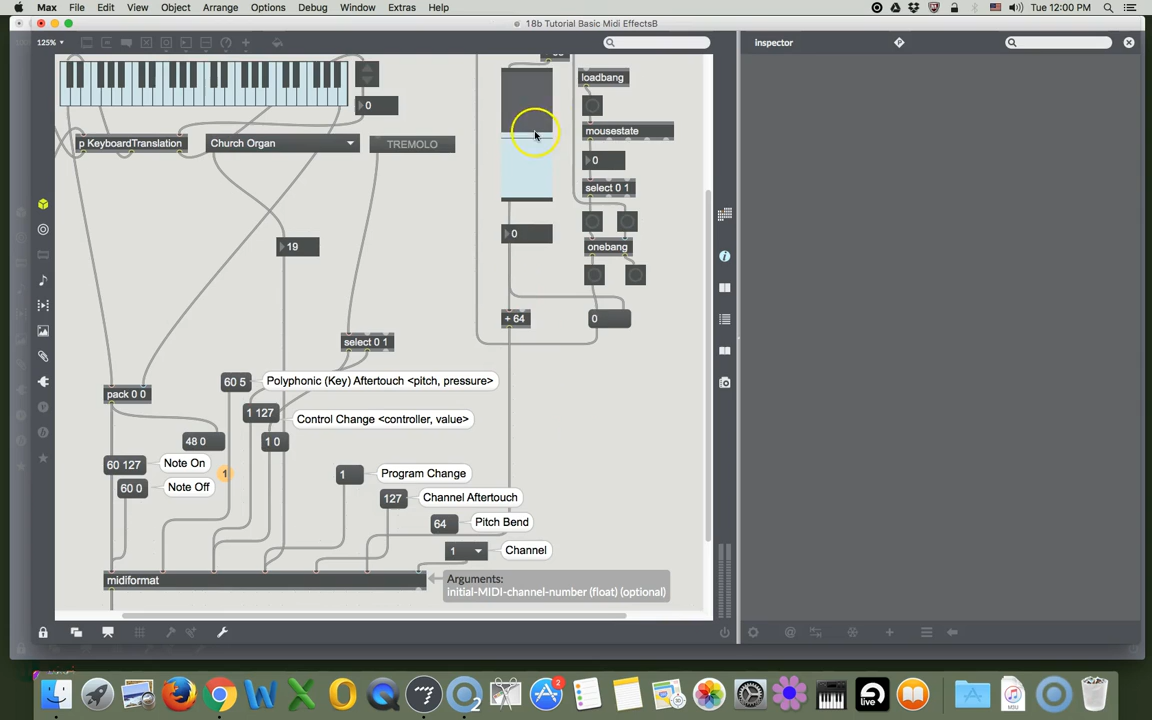 Max File Edit View Object Arrange Options Debug Window Extras Help Tue 12:00 PM
18b Tutorial Basic Midi EffectsB
125%
inspector
loadbang
0
p KeyboardTranslation
Church Organ
TREMOLO
mousestate
0
select 0 1
0
19
onebang
+ 64
0
select 0 1
60 5
Polyphonic (Key) Aftertouch <pitch, pressure>
pack 0 0
1 127
Control Change <controller, value>
48 0
1 0
60 127
Note On
1
1
Program Change
60 0
Note Off
127
Channel Aftertouch
64
Pitch Bend
1
Channel
midiformat
Arguments:
initial-MIDI-channel-number (float) (optional)
2
live